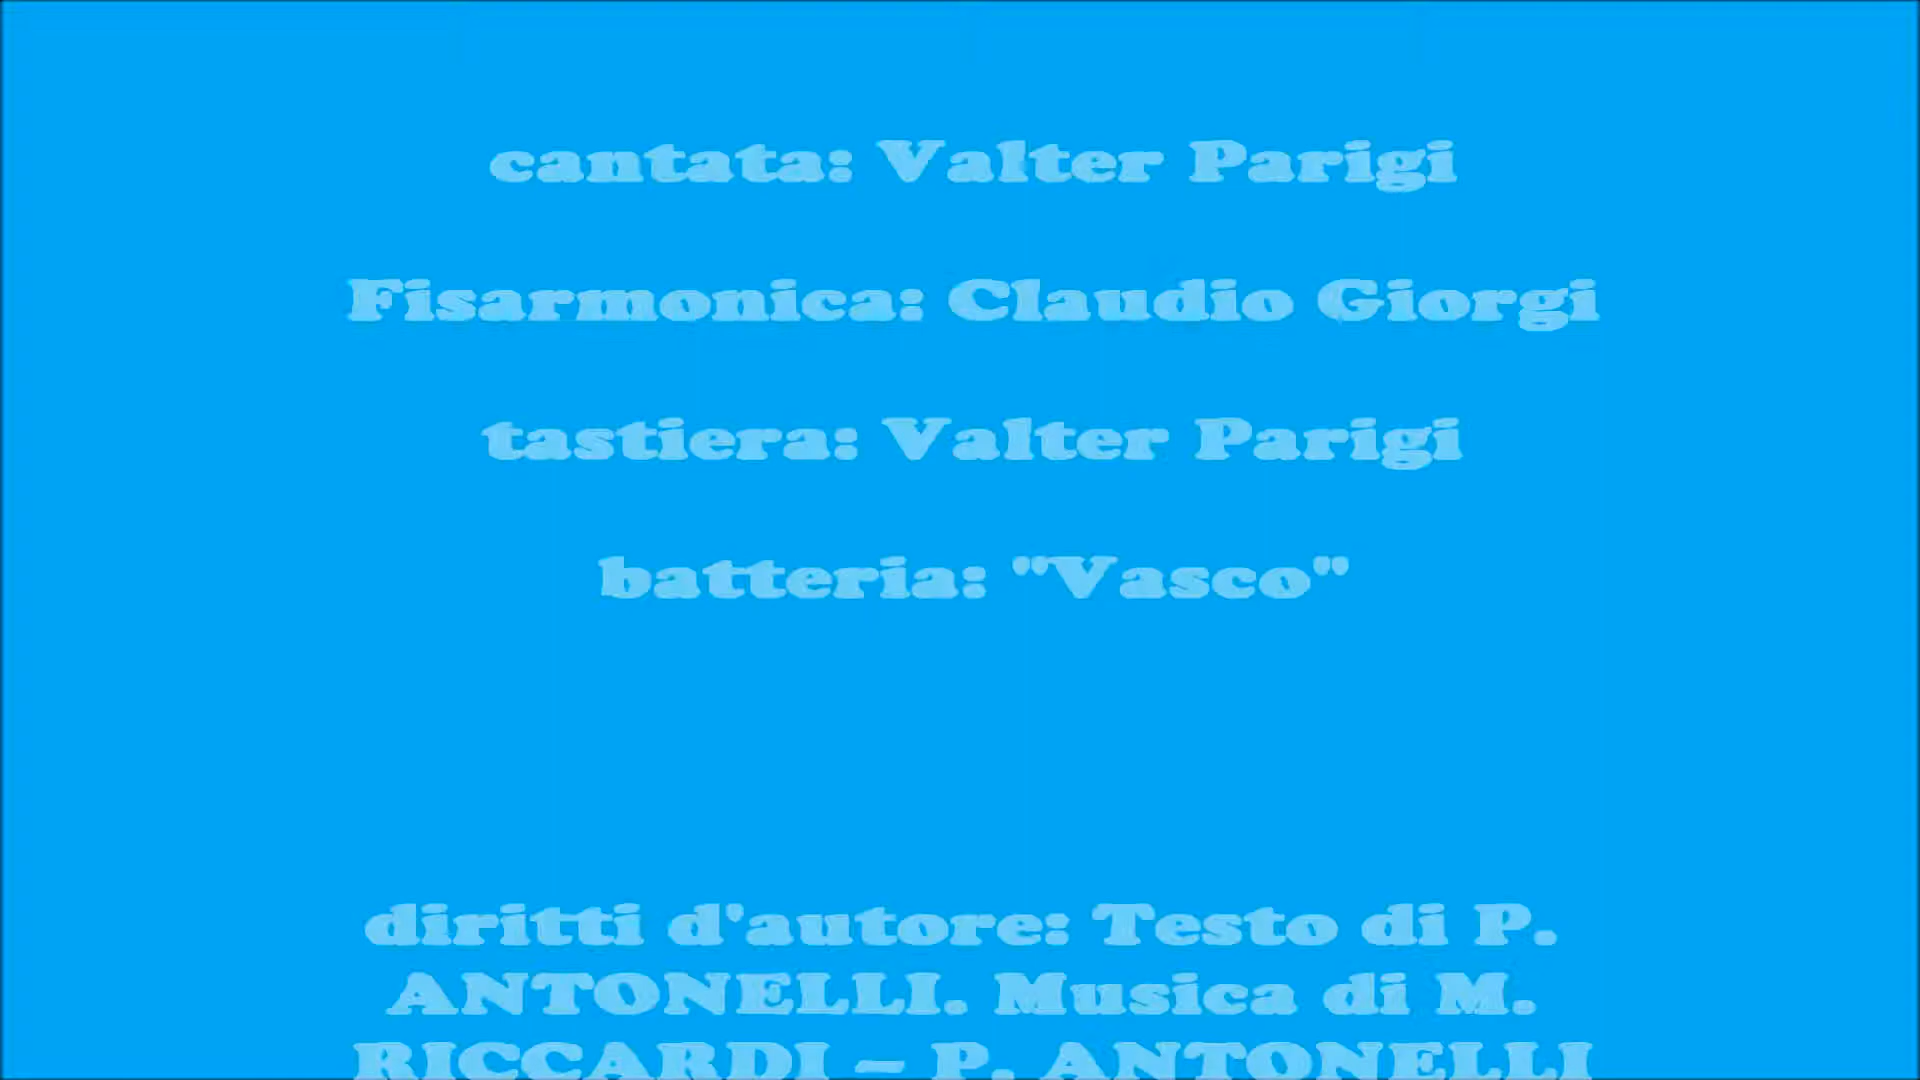 cantata: Valter Parigi
Fisarmonica: Claudio Giorgi
tastiera: Valter Parigi
batteria: "Vasco"
diritti d'autore: Testo di P.
ANTONELLI. Musica di M.
RICCARDI – P. ANTONELLI